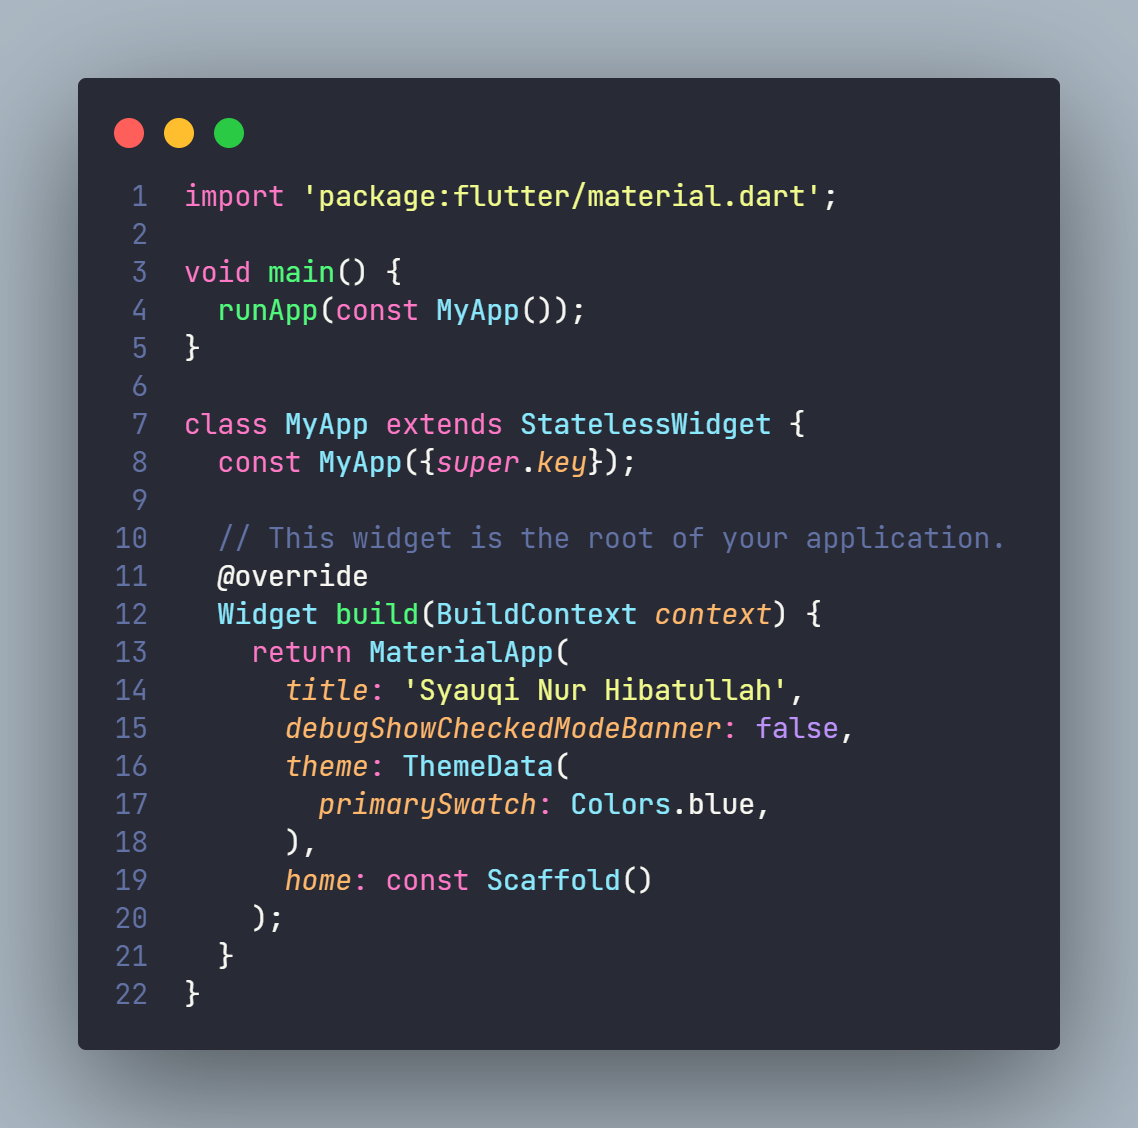 1 import 'package:flutter/material.dart';
2
3 void main() {
4   runApp(const MyApp());
5 }
6
7 class MyApp extends StatelessWidget {
8   const MyApp({super.key});
9
10   // This widget is the root of your application.
11   @override
12   Widget build(BuildContext context) {
13     return MaterialApp(
14       title: 'Syauqi Nur Hibatullah',
15       debugShowCheckedModeBanner: false,
16       theme: ThemeData(
17         primarySwatch: Colors.blue,
18       ),
19       home: const Scaffold()
20     );
21   }
22 }